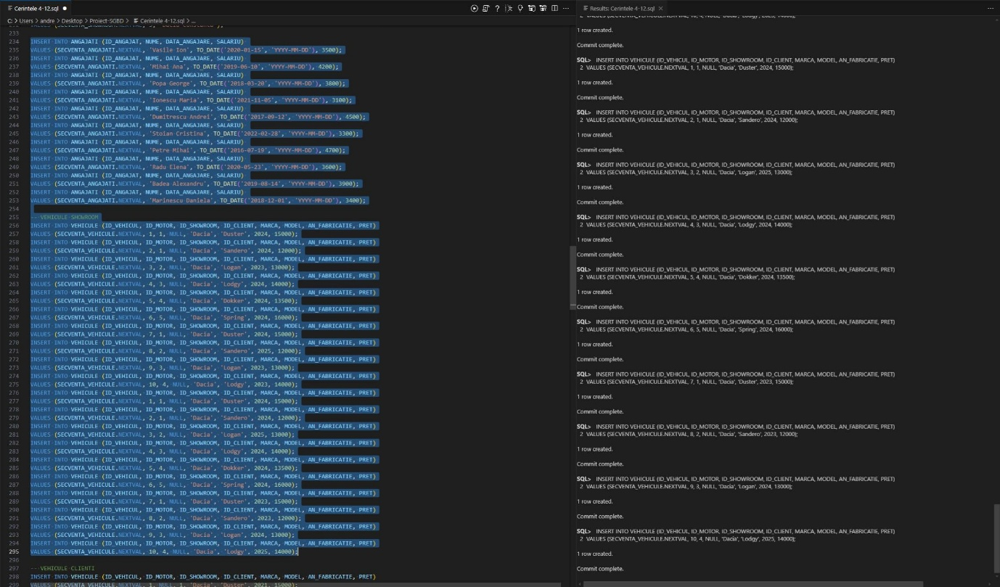 Cerintele 4-12.sql
C: > Users > andre > Desktop > Proiect-SGBD > Cerintele 4-12.sql > ...
233
234 INSERT INTO ANGAJATI (ID_ANGAJAT, NUME, DATA_ANGAJARE, SALARIU)
235 VALUES (SECVENTA_ANGAJATI.NEXTVAL, 'Vasile Ion', TO_DATE('2020-01-15', 'YYYY-MM-DD'), 3500);
236 INSERT INTO ANGAJATI (ID_ANGAJAT, NUME, DATA_ANGAJARE, SALARIU)
237 VALUES (SECVENTA_ANGAJATI.NEXTVAL, 'Mihai Ana', TO_DATE('2019-06-10', 'YYYY-MM-DD'), 4200);
238 INSERT INTO ANGAJATI (ID_ANGAJAT, NUME, DATA_ANGAJARE, SALARIU)
239 VALUES (SECVENTA_ANGAJATI.NEXTVAL, 'Popa George', TO_DATE('2018-03-20', 'YYYY-MM-DD'), 3800);
240 INSERT INTO ANGAJATI (ID_ANGAJAT, NUME, DATA_ANGAJARE, SALARIU)
241 VALUES (SECVENTA_ANGAJATI.NEXTVAL, 'Ionescu Maria', TO_DATE('2021-11-05', 'YYYY-MM-DD'), 3100);
242 INSERT INTO ANGAJATI (ID_ANGAJAT, NUME, DATA_ANGAJARE, SALARIU)
243 VALUES (SECVENTA_ANGAJATI.NEXTVAL, 'Dumitrescu Andrei', TO_DATE('2017-09-12', 'YYYY-MM-DD'), 4500);
244 INSERT INTO ANGAJATI (ID_ANGAJAT, NUME, DATA_ANGAJARE, SALARIU)
245 VALUES (SECVENTA_ANGAJATI.NEXTVAL, 'Stoian Cristina', TO_DATE('2022-02-28', 'YYYY-MM-DD'), 3300);
246 INSERT INTO ANGAJATI (ID_ANGAJAT, NUME, DATA_ANGAJARE, SALARIU)
247 VALUES (SECVENTA_ANGAJATI.NEXTVAL, 'Petre Mihai', TO_DATE('2016-07-19', 'YYYY-MM-DD'), 4700);
248 INSERT INTO ANGAJATI (ID_ANGAJAT, NUME, DATA_ANGAJARE, SALARIU)
249 VALUES (SECVENTA_ANGAJATI.NEXTVAL, 'Radu Elena', TO_DATE('2020-05-23', 'YYYY-MM-DD'), 3600);
250 INSERT INTO ANGAJATI (ID_ANGAJAT, NUME, DATA_ANGAJARE, SALARIU)
251 VALUES (SECVENTA_ANGAJATI.NEXTVAL, 'Badea Alexandru', TO_DATE('2019-08-14', 'YYYY-MM-DD'), 3900);
252 INSERT INTO ANGAJATI (ID_ANGAJAT, NUME, DATA_ANGAJARE, SALARIU)
253 VALUES (SECVENTA_ANGAJATI.NEXTVAL, 'Marinescu Daniela', TO_DATE('2018-12-01', 'YYYY-MM-DD'), 3400);
254
255 -- VEHICULE SHOWROOM
256 INSERT INTO VEHICULE (ID_VEHICUL, ID_MOTOR, ID_SHOWROOM, ID_CLIENT, MARCA, MODEL, AN_FABRICATIE, PRET)
257 VALUES (SECVENTA_VEHICULE.NEXTVAL, 1, 1, NULL, 'Dacia', 'Duster', 2024, 15000);
258 INSERT INTO VEHICULE (ID_VEHICUL, ID_MOTOR, ID_SHOWROOM, ID_CLIENT, MARCA, MODEL, AN_FABRICATIE, PRET)
259 VALUES (SECVENTA_VEHICULE.NEXTVAL, 2, 1, NULL, 'Dacia', 'Sandero', 2024, 12000);
260 INSERT INTO VEHICULE (ID_VEHICUL, ID_MOTOR, ID_SHOWROOM, ID_CLIENT, MARCA, MODEL, AN_FABRICATIE, PRET)
261 VALUES (SECVENTA_VEHICULE.NEXTVAL, 3, 2, NULL, 'Dacia', 'Logan', 2023, 13000);
262 INSERT INTO VEHICULE (ID_VEHICUL, ID_MOTOR, ID_SHOWROOM, ID_CLIENT, MARCA, MODEL, AN_FABRICATIE, PRET)
263 VALUES (SECVENTA_VEHICULE.NEXTVAL, 4, 3, NULL, 'Dacia', 'Lodgy', 2024, 14000);
264 INSERT INTO VEHICULE (ID_VEHICUL, ID_MOTOR, ID_SHOWROOM, ID_CLIENT, MARCA, MODEL, AN_FABRICATIE, PRET)
265 VALUES (SECVENTA_VEHICULE.NEXTVAL, 5, 4, NULL, 'Dacia', 'Dokker', 2024, 13500);
266 INSERT INTO VEHICULE (ID_VEHICUL, ID_MOTOR, ID_SHOWROOM, ID_CLIENT, MARCA, MODEL, AN_FABRICATIE, PRET)
267 VALUES (SECVENTA_VEHICULE.NEXTVAL, 6, 5, NULL, 'Dacia', 'Spring', 2024, 16000);
268 INSERT INTO VEHICULE (ID_VEHICUL, ID_MOTOR, ID_SHOWROOM, ID_CLIENT, MARCA, MODEL, AN_FABRICATIE, PRET)
269 VALUES (SECVENTA_VEHICULE.NEXTVAL, 7, 1, NULL, 'Dacia', 'Duster', 2024, 15000);
270 INSERT INTO VEHICULE (ID_VEHICUL, ID_MOTOR, ID_SHOWROOM, ID_CLIENT, MARCA, MODEL, AN_FABRICATIE, PRET)
271 VALUES (SECVENTA_VEHICULE.NEXTVAL, 8, 2, NULL, 'Dacia', 'Sandero', 2025, 12000);
272 INSERT INTO VEHICULE (ID_VEHICUL, ID_MOTOR, ID_SHOWROOM, ID_CLIENT, MARCA, MODEL, AN_FABRICATIE, PRET)
273 VALUES (SECVENTA_VEHICULE.NEXTVAL, 9, 3, NULL, 'Dacia', 'Logan', 2023, 13000);
274 INSERT INTO VEHICULE (ID_VEHICUL, ID_MOTOR, ID_SHOWROOM, ID_CLIENT, MARCA, MODEL, AN_FABRICATIE, PRET)
275 VALUES (SECVENTA_VEHICULE.NEXTVAL, 10, 4, NULL, 'Dacia', 'Lodgy', 2023, 14000);
276 INSERT INTO VEHICULE (ID_VEHICUL, ID_MOTOR, ID_SHOWROOM, ID_CLIENT, MARCA, MODEL, AN_FABRICATIE, PRET)
277 VALUES (SECVENTA_VEHICULE.NEXTVAL, 1, 1, NULL, 'Dacia', 'Duster', 2024, 15000);
278 INSERT INTO VEHICULE (ID_VEHICUL, ID_MOTOR, ID_SHOWROOM, ID_CLIENT, MARCA, MODEL, AN_FABRICATIE, PRET)
279 VALUES (SECVENTA_VEHICULE.NEXTVAL, 2, 1, NULL, 'Dacia', 'Sandero', 2024, 12000);
280 INSERT INTO VEHICULE (ID_VEHICUL, ID_MOTOR, ID_SHOWROOM, ID_CLIENT, MARCA, MODEL, AN_FABRICATIE, PRET)
281 VALUES (SECVENTA_VEHICULE.NEXTVAL, 3, 2, NULL, 'Dacia', 'Logan', 2025, 13000);
282 INSERT INTO VEHICULE (ID_VEHICUL, ID_MOTOR, ID_SHOWROOM, ID_CLIENT, MARCA, MODEL, AN_FABRICATIE, PRET)
283 VALUES (SECVENTA_VEHICULE.NEXTVAL, 4, 3, NULL, 'Dacia', 'Lodgy', 2024, 14000);
284 INSERT INTO VEHICULE (ID_VEHICUL, ID_MOTOR, ID_SHOWROOM, ID_CLIENT, MARCA, MODEL, AN_FABRICATIE, PRET)
285 VALUES (SECVENTA_VEHICULE.NEXTVAL, 5, 4, NULL, 'Dacia', 'Dokker', 2024, 13500);
286 INSERT INTO VEHICULE (ID_VEHICUL, ID_MOTOR, ID_SHOWROOM, ID_CLIENT, MARCA, MODEL, AN_FABRICATIE, PRET)
287 VALUES (SECVENTA_VEHICULE.NEXTVAL, 6, 5, NULL, 'Dacia', 'Spring', 2024, 16000);
288 INSERT INTO VEHICULE (ID_VEHICUL, ID_MOTOR, ID_SHOWROOM, ID_CLIENT, MARCA, MODEL, AN_FABRICATIE, PRET)
289 VALUES (SECVENTA_VEHICULE.NEXTVAL, 7, 1, NULL, 'Dacia', 'Duster', 2023, 15000);
290 INSERT INTO VEHICULE (ID_VEHICUL, ID_MOTOR, ID_SHOWROOM, ID_CLIENT, MARCA, MODEL, AN_FABRICATIE, PRET)
291 VALUES (SECVENTA_VEHICULE.NEXTVAL, 8, 2, NULL, 'Dacia', 'Sandero', 2023, 12000);
292 INSERT INTO VEHICULE (ID_VEHICUL, ID_MOTOR, ID_SHOWROOM, ID_CLIENT, MARCA, MODEL, AN_FABRICATIE, PRET)
293 VALUES (SECVENTA_VEHICULE.NEXTVAL, 9, 3, NULL, 'Dacia', 'Logan', 2024, 13000);
294 INSERT INTO VEHICULE (ID_VEHICUL, ID_MOTOR, ID_SHOWROOM, ID_CLIENT, MARCA, MODEL, AN_FABRICATIE, PRET)
295 VALUES (SECVENTA_VEHICULE.NEXTVAL, 10, 4, NULL, 'Dacia', 'Lodgy', 2025, 14000);
296
297 -- VEHICULE CLIENTI
298 INSERT INTO VEHICULE (ID_VEHICUL, ID_MOTOR, ID_SHOWROOM, ID_CLIENT, MARCA, MODEL, AN_FABRICATIE, PRET)
299 VALUES (SECVENTA_VEHICULE.NEXTVAL, 1, NULL, 1, 'Dacia', 'Duster', 2021, 15000);
Results: Cerintele 4-12.sql
1 row created.
Commit complete.
SQL> INSERT INTO VEHICULE (ID_VEHICUL, ID_MOTOR, ID_SHOWROOM, ID_CLIENT, MARCA, MODEL, AN_FABRICATIE, PRET)
2 VALUES (SECVENTA_VEHICULE.NEXTVAL, 1, 1, NULL, 'Dacia', 'Duster', 2024, 15000);
1 row created.
Commit complete.
SQL> INSERT INTO VEHICULE (ID_VEHICUL, ID_MOTOR, ID_SHOWROOM, ID_CLIENT, MARCA, MODEL, AN_FABRICATIE, PRET)
2 VALUES (SECVENTA_VEHICULE.NEXTVAL, 2, 1, NULL, 'Dacia', 'Sandero', 2024, 12000);
1 row created.
Commit complete.
SQL> INSERT INTO VEHICULE (ID_VEHICUL, ID_MOTOR, ID_SHOWROOM, ID_CLIENT, MARCA, MODEL, AN_FABRICATIE, PRET)
2 VALUES (SECVENTA_VEHICULE.NEXTVAL, 3, 2, NULL, 'Dacia', 'Logan', 2025, 13000);
1 row created.
Commit complete.
SQL> INSERT INTO VEHICULE (ID_VEHICUL, ID_MOTOR, ID_SHOWROOM, ID_CLIENT, MARCA, MODEL, AN_FABRICATIE, PRET)
2 VALUES (SECVENTA_VEHICULE.NEXTVAL, 4, 3, NULL, 'Dacia', 'Lodgy', 2024, 14000);
1 row created.
Commit complete.
SQL> INSERT INTO VEHICULE (ID_VEHICUL, ID_MOTOR, ID_SHOWROOM, ID_CLIENT, MARCA, MODEL, AN_FABRICATIE, PRET)
2 VALUES (SECVENTA_VEHICULE.NEXTVAL, 5, 4, NULL, 'Dacia', 'Dokker', 2024, 13500);
1 row created.
Commit complete.
SQL> INSERT INTO VEHICULE (ID_VEHICUL, ID_MOTOR, ID_SHOWROOM, ID_CLIENT, MARCA, MODEL, AN_FABRICATIE, PRET)
2 VALUES (SECVENTA_VEHICULE.NEXTVAL, 6, 5, NULL, 'Dacia', 'Spring', 2024, 16000);
1 row created.
Commit complete.
SQL> INSERT INTO VEHICULE (ID_VEHICUL, ID_MOTOR, ID_SHOWROOM, ID_CLIENT, MARCA, MODEL, AN_FABRICATIE, PRET)
2 VALUES (SECVENTA_VEHICULE.NEXTVAL, 7, 1, NULL, 'Dacia', 'Duster', 2023, 15000);
1 row created.
Commit complete.
SQL> INSERT INTO VEHICULE (ID_VEHICUL, ID_MOTOR, ID_SHOWROOM, ID_CLIENT, MARCA, MODEL, AN_FABRICATIE, PRET)
2 VALUES (SECVENTA_VEHICULE.NEXTVAL, 8, 2, NULL, 'Dacia', 'Sandero', 2023, 12000);
1 row created.
Commit complete.
SQL> INSERT INTO VEHICULE (ID_VEHICUL, ID_MOTOR, ID_SHOWROOM, ID_CLIENT, MARCA, MODEL, AN_FABRICATIE, PRET)
2 VALUES (SECVENTA_VEHICULE.NEXTVAL, 9, 3, NULL, 'Dacia', 'Logan', 2024, 13000);
1 row created.
Commit complete.
SQL> INSERT INTO VEHICULE (ID_VEHICUL, ID_MOTOR, ID_SHOWROOM, ID_CLIENT, MARCA, MODEL, AN_FABRICATIE, PRET)
2 VALUES (SECVENTA_VEHICULE.NEXTVAL, 10, 4, NULL, 'Dacia', 'Lodgy', 2025, 14000);
1 row created.
Commit complete.